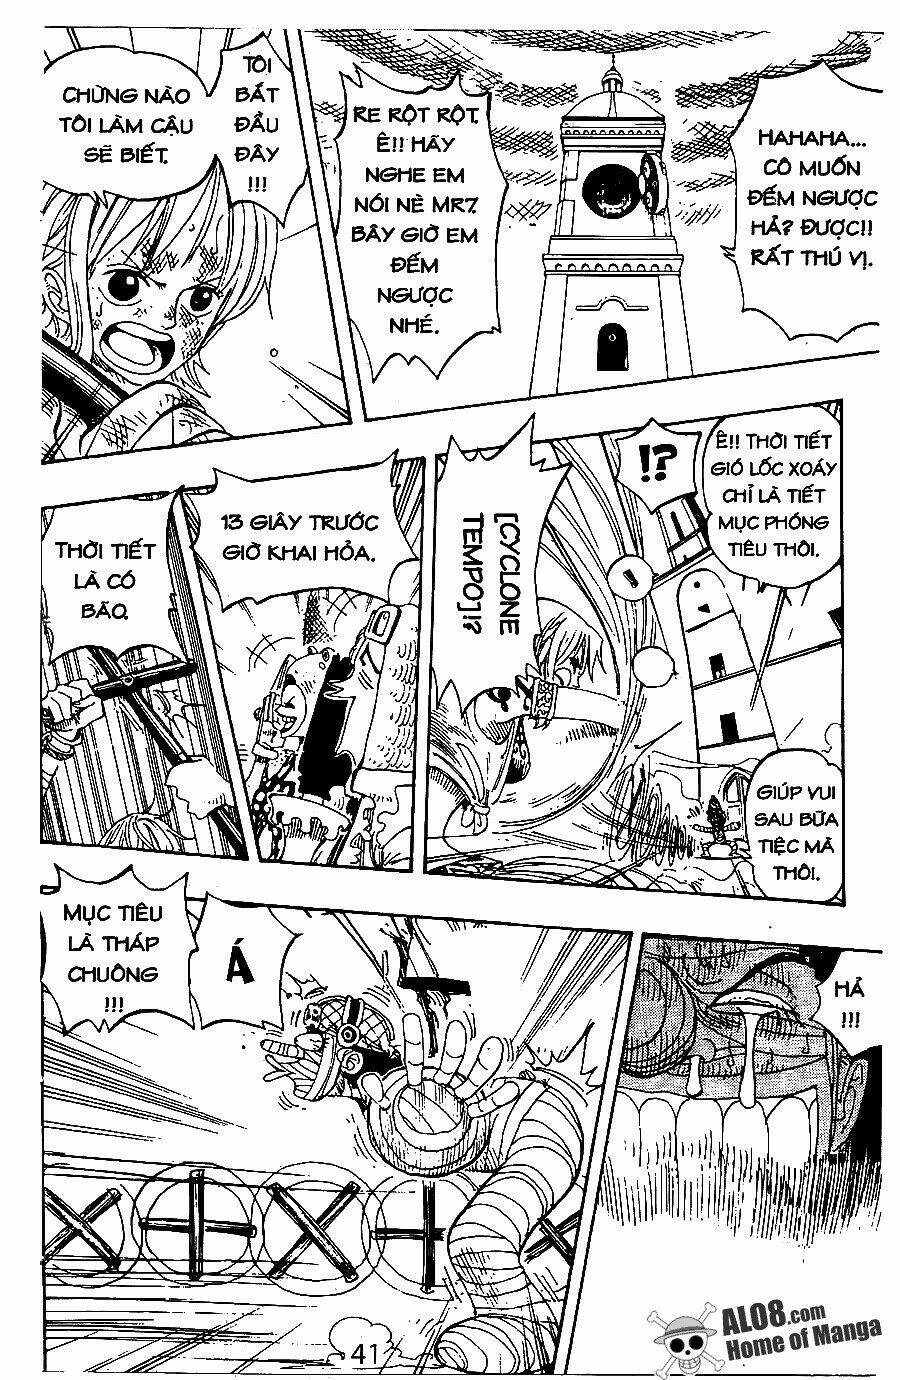 HAHAHA...
CÔ MUỐN
ĐẾM NGƯỢC
HẢ? ĐƯỢC!!
RẤT THÚ VỊ.
RE RỘT RỘT.
Ê!! HÃY
NGHE EM
NÓI NÈ MR7.
BÂY GIỜ EM
ĐẾM
NGƯỢC
NHÉ.
TÔI
BẮT
ĐẦU
ĐÂY
!!!
CHỪNG NÀO
TÔI LÀM CẬU
SẼ BIẾT.
Ê!! THỜI TIẾT
GIÓ LỐC XOÁY
CHỈ LÀ TIẾT
MỤC PHÓNG
TIÊU THÔI.
!?
!
GIÚP VUI
SAU BỮA
TIỆC MÀ
THÔI.
[CYCLONE
TEMPO]!?
13 GIÂY TRƯỚC
GIỜ KHAI HỎA.
THỜI TIẾT
LÀ CÓ
BÃO.
HẢ
!!!
Á
MỤC TIÊU
LÀ THÁP
CHUÔNG
!!!
41
ALO8.com
Home of Manga